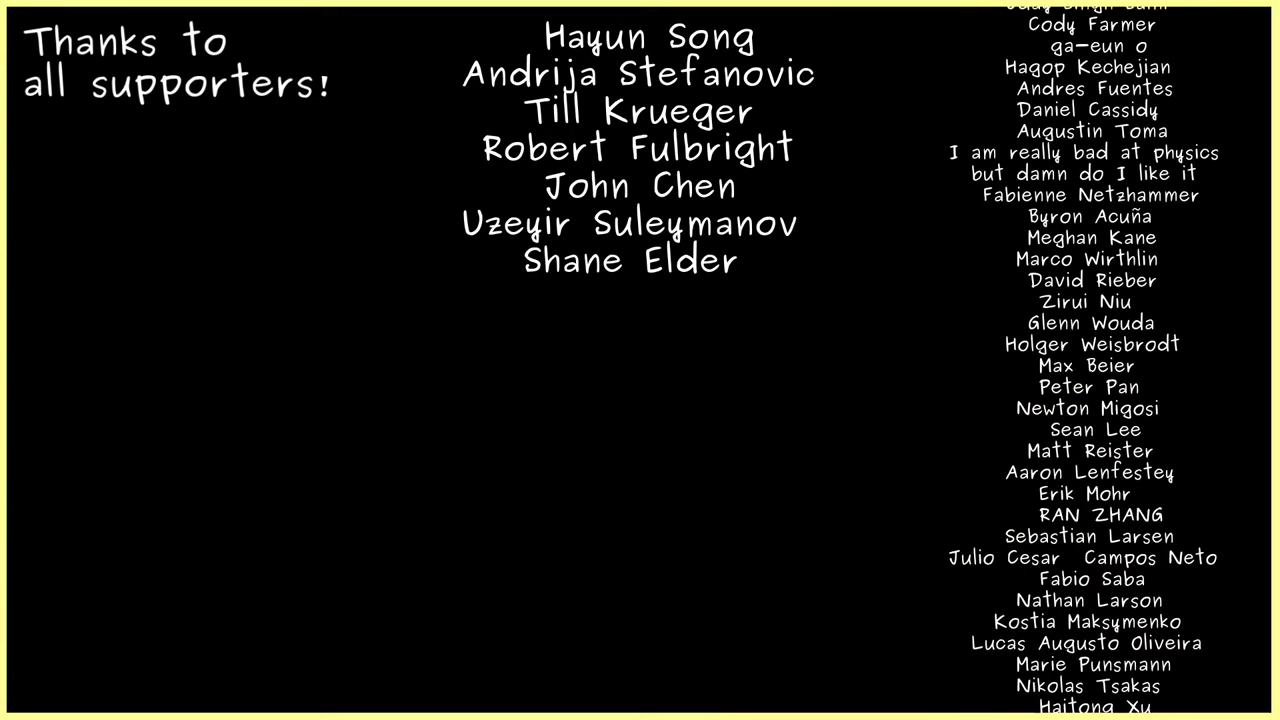 Thanks to
all supporters!
Hayun Song
Andrija Stefanovic
Till Krueger
Robert Fulbright
John Chen
Uzeyir Suleymanov
Shane Elder
Cody Farmer
ga-eun o
Hagop Kechejian
Andres Fuentes
Daniel Cassidy
Augustin Toma
I am really bad at physics
but damn do I like it
Fabienne Netzhammer
Byron Acuña
Meghan Kane
Marco Wirthlin
David Rieber
Zirui Niu
Glenn Wouda
Holger Weisbrodt
Max Beier
Peter Pan
Newton Migosi
Sean Lee
Matt Reister
Aaron Lenfestey
Erik Mohr
RAN ZHANG
Sebastian Larsen
Julio Cesar  Campos Neto
Fabio Saba
Nathan Larson
Kostia Maksymenko
Lucas Augusto Oliveira
Marie Punsmann
Nikolas Tsakas
Haitong Xu